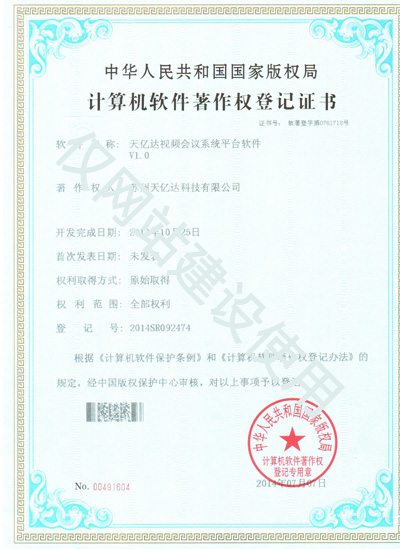 中华人民共和国国家版权局
计算机软件著作权登记证书
证书号： 软著登字第0761718号
软 件 名 称： 天亿达视频会议系统平台软件
V1.0
著 作 权 人： 苏州天亿达科技有限公司
开发完成日期： 2013年10月25日
首次发表日期： 未发表
权利取得方式： 原始取得
权 利 范 围： 全部权利
登 记 号： 2014SR092474
根据《计算机软件保护条例》和《计算机软件著作权登记办法》的
规定，经中国版权保护中心审核，对以上事项予以登记。
中华人民共和国国家版权局
计算机软件著作权
登记专用章
2014年07月07日
No. 00491604
仅网站建设使用